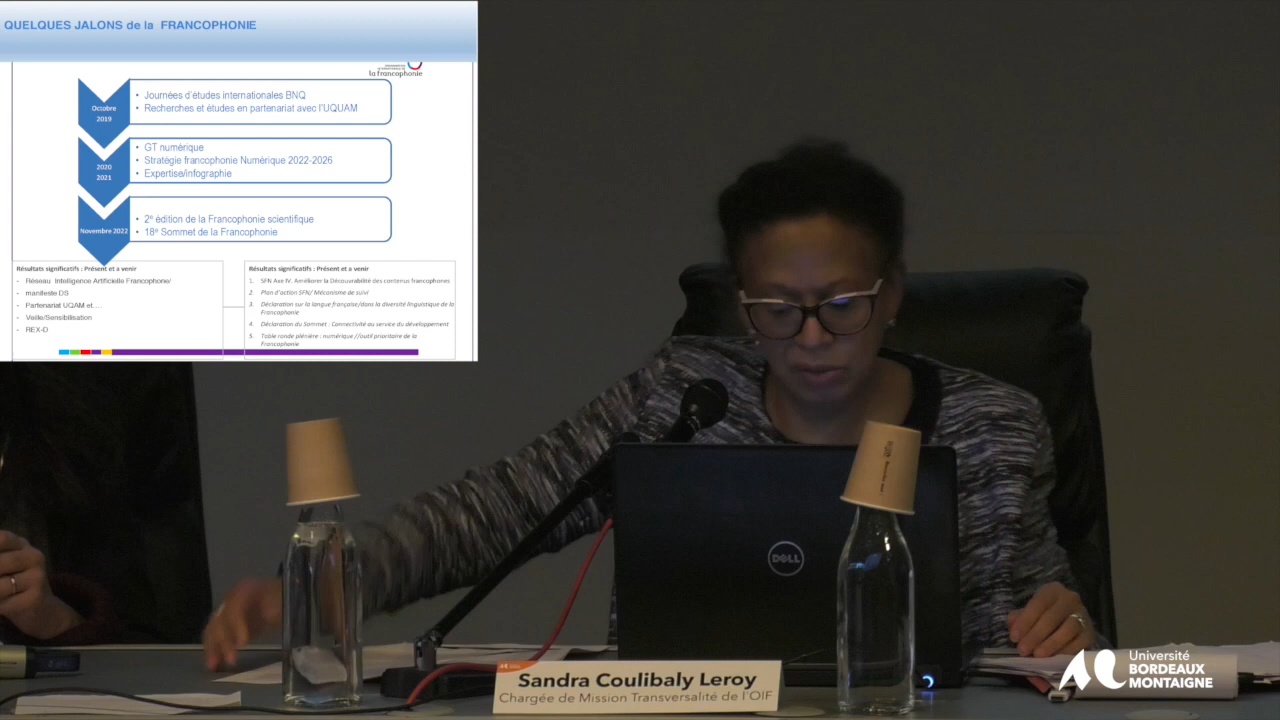 QUELQUES JALONS de la FRANCOPHONIE
la francophonie
Octobre
2019
• Journées d'études internationales BNQ
• Recherches et études en partenariat avec l'UQUAM
2020
2021
• GT numérique
• Stratégie francophonie Numérique 2022-2026
• Expertise/infographie
Novembre 2022
• 2e édition de la Francophonie scientifique
• 18e Sommet de la Francophonie
Résultats significatifs : Présent et a venir
- Réseau Intelligence Artificielle Francophone/
- manifeste DS
- Partenariat UQAM et....
- Veille/Sensibilisation
- REX-D
Résultats significatifs : Présent et a venir
1. SFN Axe IV. Améliorer la Découvrabilité des contenus francophones
2. Plan d'action SFN/ Mécanisme de suivi
3. Déclaration sur la langue française/dans la diversité linguistique de la
Francophonie
4. Déclaration du Sommet : Connectivité au service du développement
5. Table ronde plénière : numérique //outil prioritaire de la
Francophonie
DELL
Sandra Coulibaly Leroy
Chargée de Mission Transversalité de l'OIF
Université
BORDEAUX
MONTAIGNE